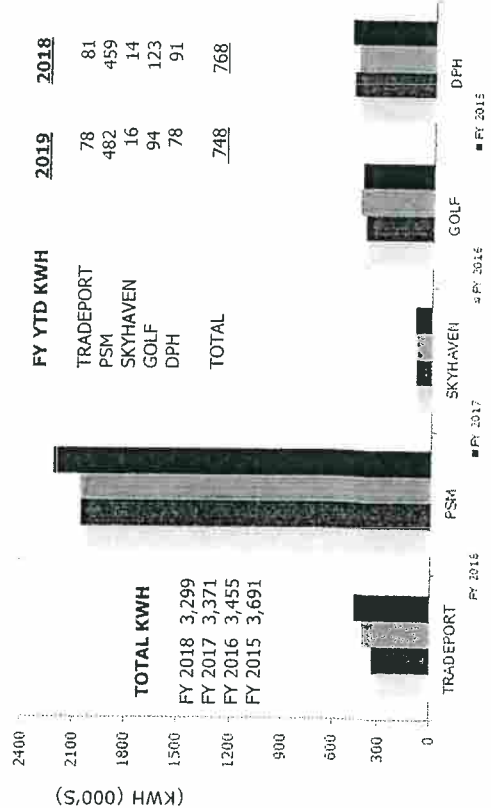 FY YTD KWH 2019 2018
TRADEPORT 78 81
PSM 482 459
SKYHAVEN 16 14
GOLF 94 123
DPH 78 91
TOTAL 748 768
TOTAL KWH
FY 2018 3,299
FY 2017 3,371
FY 2016 3,455
FY 2015 3,691
(KWH (000'S)
2400
2100
1800
1500
1200
900
600
300
0
TRADEPORT PSM SKYHAVEN GOLF DPH
FY 2018 FY 2017 FY 2016 FY 2015